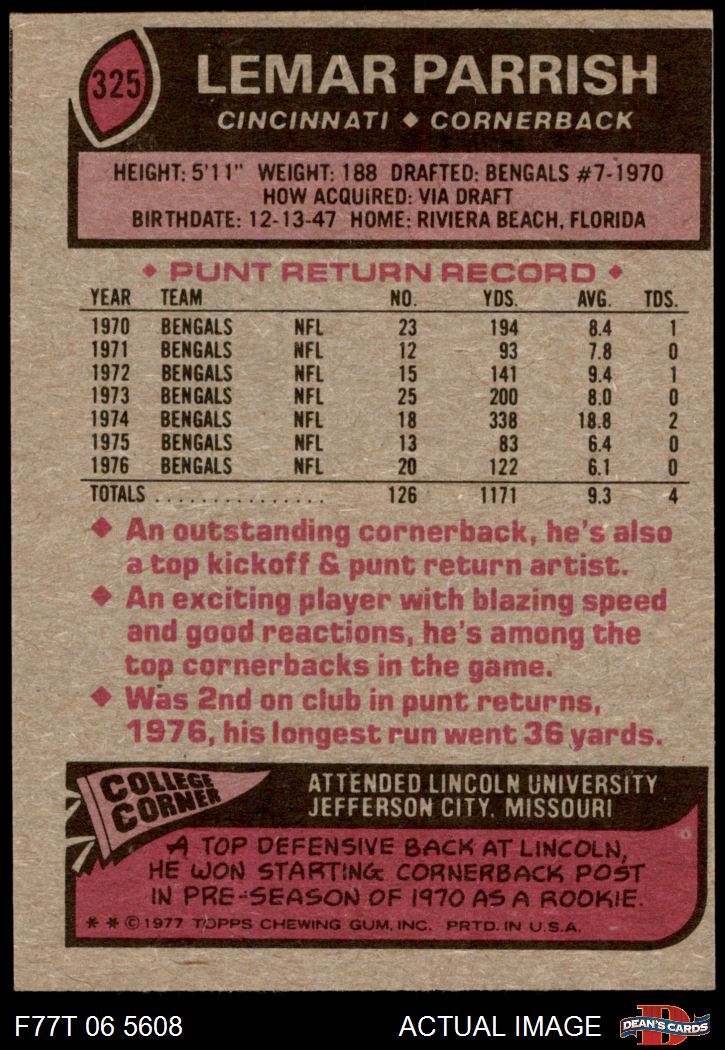 325
LEMAR PARRISH
CINCINNATI ◆ CORNERBACK
HEIGHT: 5'11" WEIGHT: 188 DRAFTED: BENGALS #7-1970
HOW ACQUIRED: VIA DRAFT
BIRTHDATE: 12-13-47 HOME: RIVIERA BEACH, FLORIDA
◆ PUNT RETURN RECORD ◆
YEAR TEAM NO. YDS. AVG. TDS.
1970 BENGALS NFL 23 194 8.4 1
1971 BENGALS NFL 12 93 7.8 0
1972 BENGALS NFL 15 141 9.4 1
1973 BENGALS NFL 25 200 8.0 0
1974 BENGALS NFL 18 338 18.8 2
1975 BENGALS NFL 13 83 6.4 0
1976 BENGALS NFL 20 122 6.1 0
TOTALS ................ 126 1171 9.3 4
◆ An outstanding cornerback, he's also
a top kickoff & punt return artist.
◆ An exciting player with blazing speed
and good reactions, he's among the
top cornerbacks in the game.
◆ Was 2nd on club in punt returns,
1976, his longest run went 36 yards.
COLLEGE
CORNER
ATTENDED LINCOLN UNIVERSITY
JEFFERSON CITY, MISSOURI
A TOP DEFENSIVE BACK AT LINCOLN,
HE WON STARTING CORNERBACK POST
IN PRE-SEASON OF 1970 AS A ROOKIE.
* * © 1977 TOPPS CHEWING GUM, INC. PRTD. IN U.S.A.
F77T 06 5608 ACTUAL IMAGE
D
DEAN'S CARDS